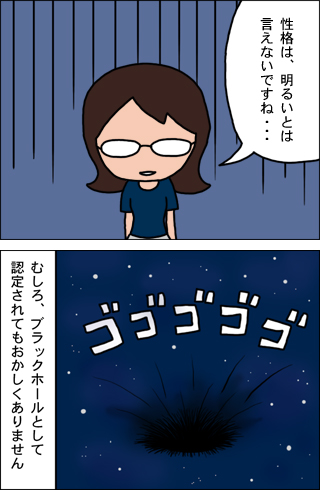 性格は、明るいとは
言えないですね・・・
ゴゴゴゴゴ
むしろ、ブラックホールとして
認定されてもおかしくありません